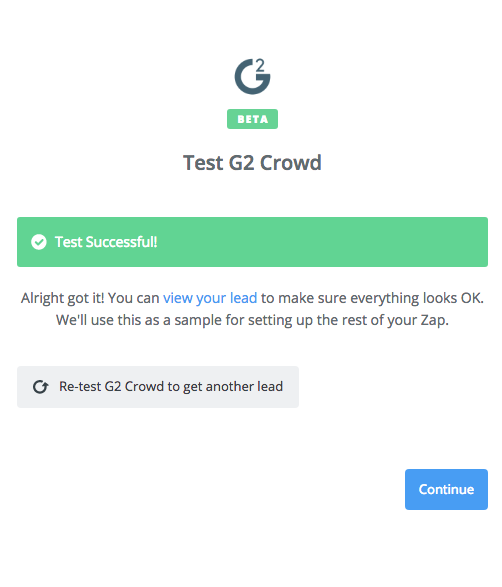 G2
BETA
Test G2 Crowd
Test Successful!
Alright got it! You can view your lead to make sure everything looks OK.
We'll use this as a sample for setting up the rest of your Zap.
Re-test G2 Crowd to get another lead
Continue